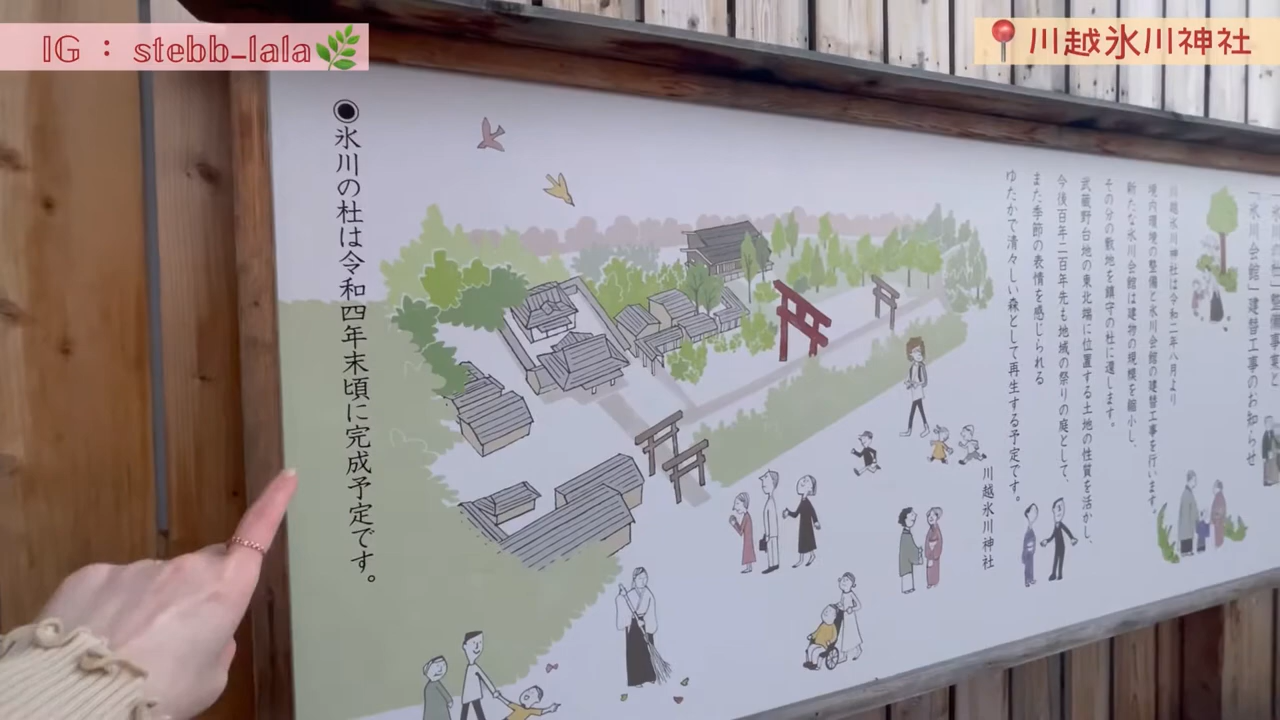 IG : stebb_lala
川越氷川神社
「氷川会館」建替工事のお知らせ
川越氷川神社は令和二年八月より
境内環境の整備と氷川会館の建替工事を行います。
新たな氷川会館は建物の規模を縮小し、
その分の敷地を鎮守の杜に還します。
武蔵野台地の東北端に位置する土地の性質を活かし、
今後百年二百年先も地域の祭りの庭として、
また季節の表情を感じられる
ゆたかで清々しい森として再生する予定です。
川越氷川神社
●氷川の杜は令和四年末頃に完成予定です。